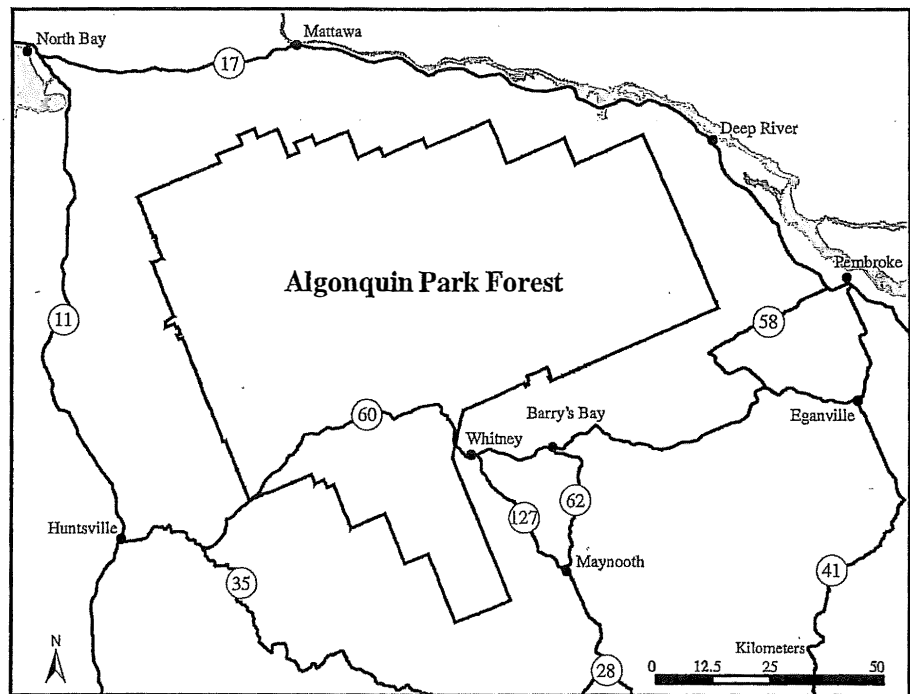 North Bay
Mattawa
17
Deep River
Pembroke
Algonquin Park Forest
11
58
60
Barry's Bay
Eganville
Whitney
62
127
Huntsville
Maynooth
35
41
N
Kilometers
28
0 12.5 25 50